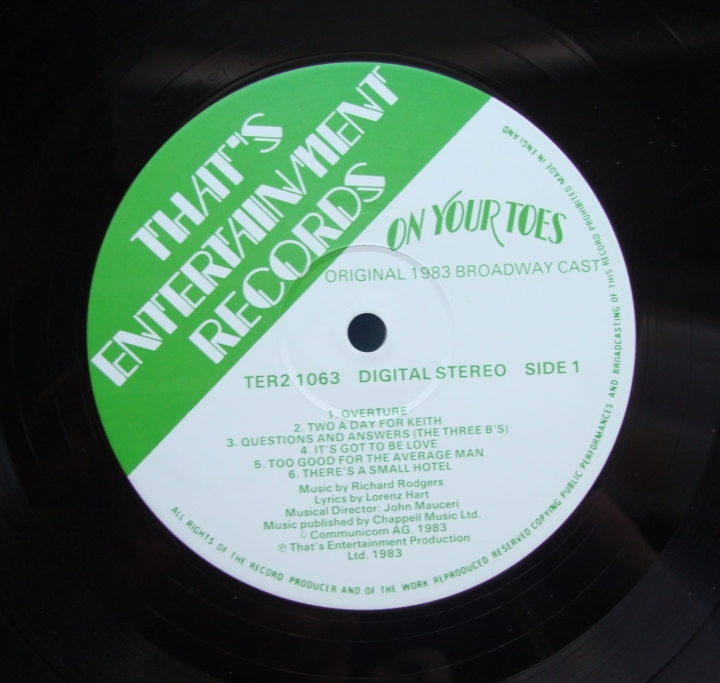 THAT'S
ENTERTAINMENT
RECORDS
ON YOUR TOES
ORIGINAL 1983 BROADWAY CAST
TER2 1063 DIGITAL STEREO SIDE 1
1. OVERTURE
2. TWO A DAY FOR KEITH
3. QUESTIONS AND ANSWERS (THE THREE B'S)
4. IT'S GOT TO BE LOVE
5. TOO GOOD FOR THE AVERAGE MAN
6. THERE'S A SMALL HOTEL
Music by Richard Rodgers
Lyrics by Lorenz Hart
Musical Director: John Mauceri
Music published by Chappell Music Ltd.
© Communicom AG. 1983
℗ That's Entertainment Production
Ltd. 1983
ALL RIGHTS OF THE RECORD PRODUCER AND OF THE WORK REPRODUCED RESERVED COPYING PUBLIC PERFORMANCES AND BROADCASTING OF THIS RECORD PROHIBITED MADE IN ENGLAND